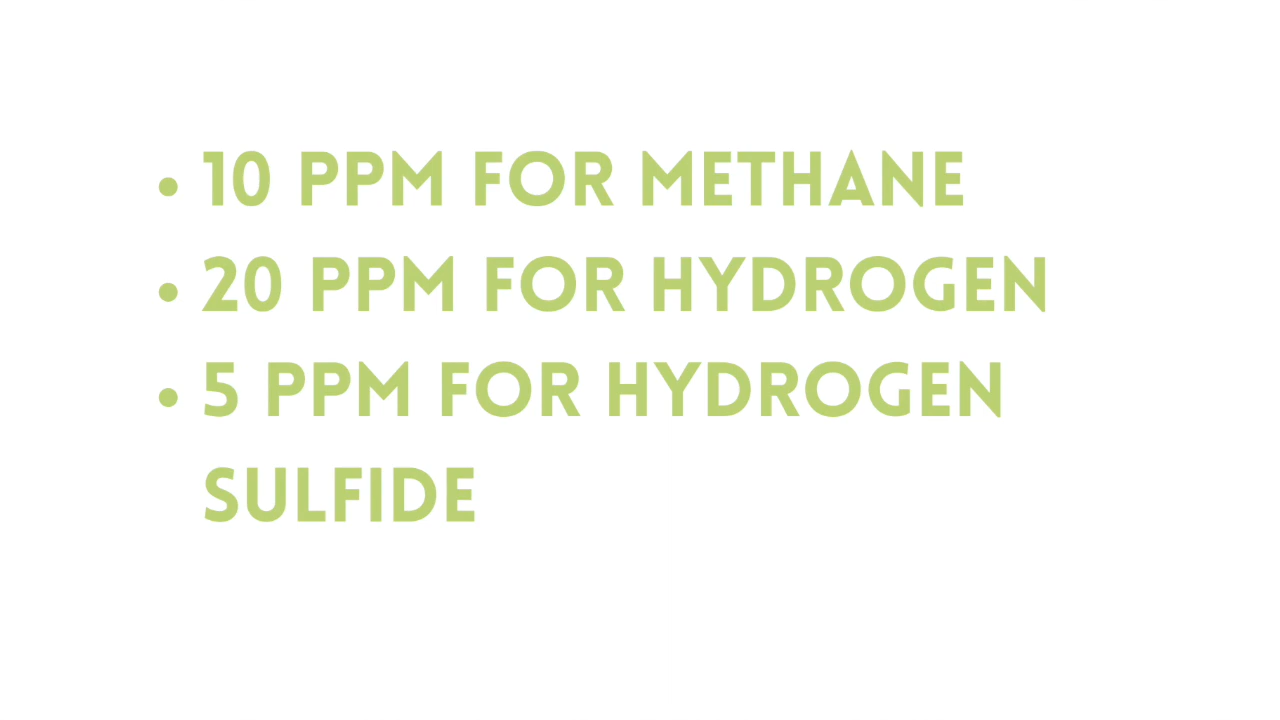 • 10 PPM FOR METHANE
• 20 PPM FOR HYDROGEN
• 5 PPM FOR HYDROGEN
SULFIDE